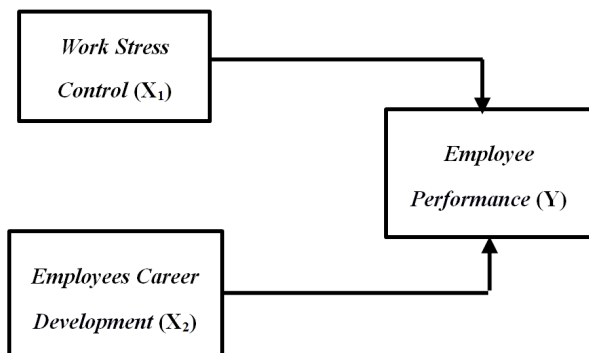 Work Stress
Control (X₁)
Employee
Performance (Y)
Employees Career
Development (X₂)